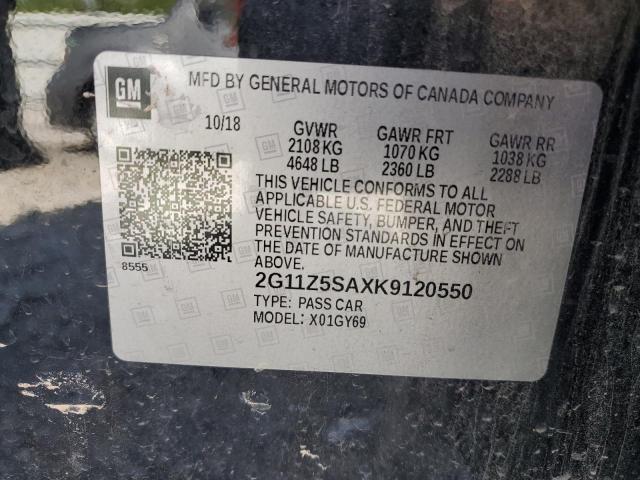 GM
MFD BY GENERAL MOTORS OF CANADA COMPANY
10/18 GVWR GAWR FRT GAWR RR
2108 KG 1070 KG 1038 KG
4648 LB 2360 LB 2288 LB
THIS VEHICLE CONFORMS TO ALL
APPLICABLE U.S. FEDERAL MOTOR
VEHICLE SAFETY, BUMPER, AND THEFT
PREVENTION STANDARDS IN EFFECT ON
THE DATE OF MANUFACTURE SHOWN
ABOVE.
8555
2G11Z5SAXK9120550
TYPE: PASS CAR
MODEL: X01GY69